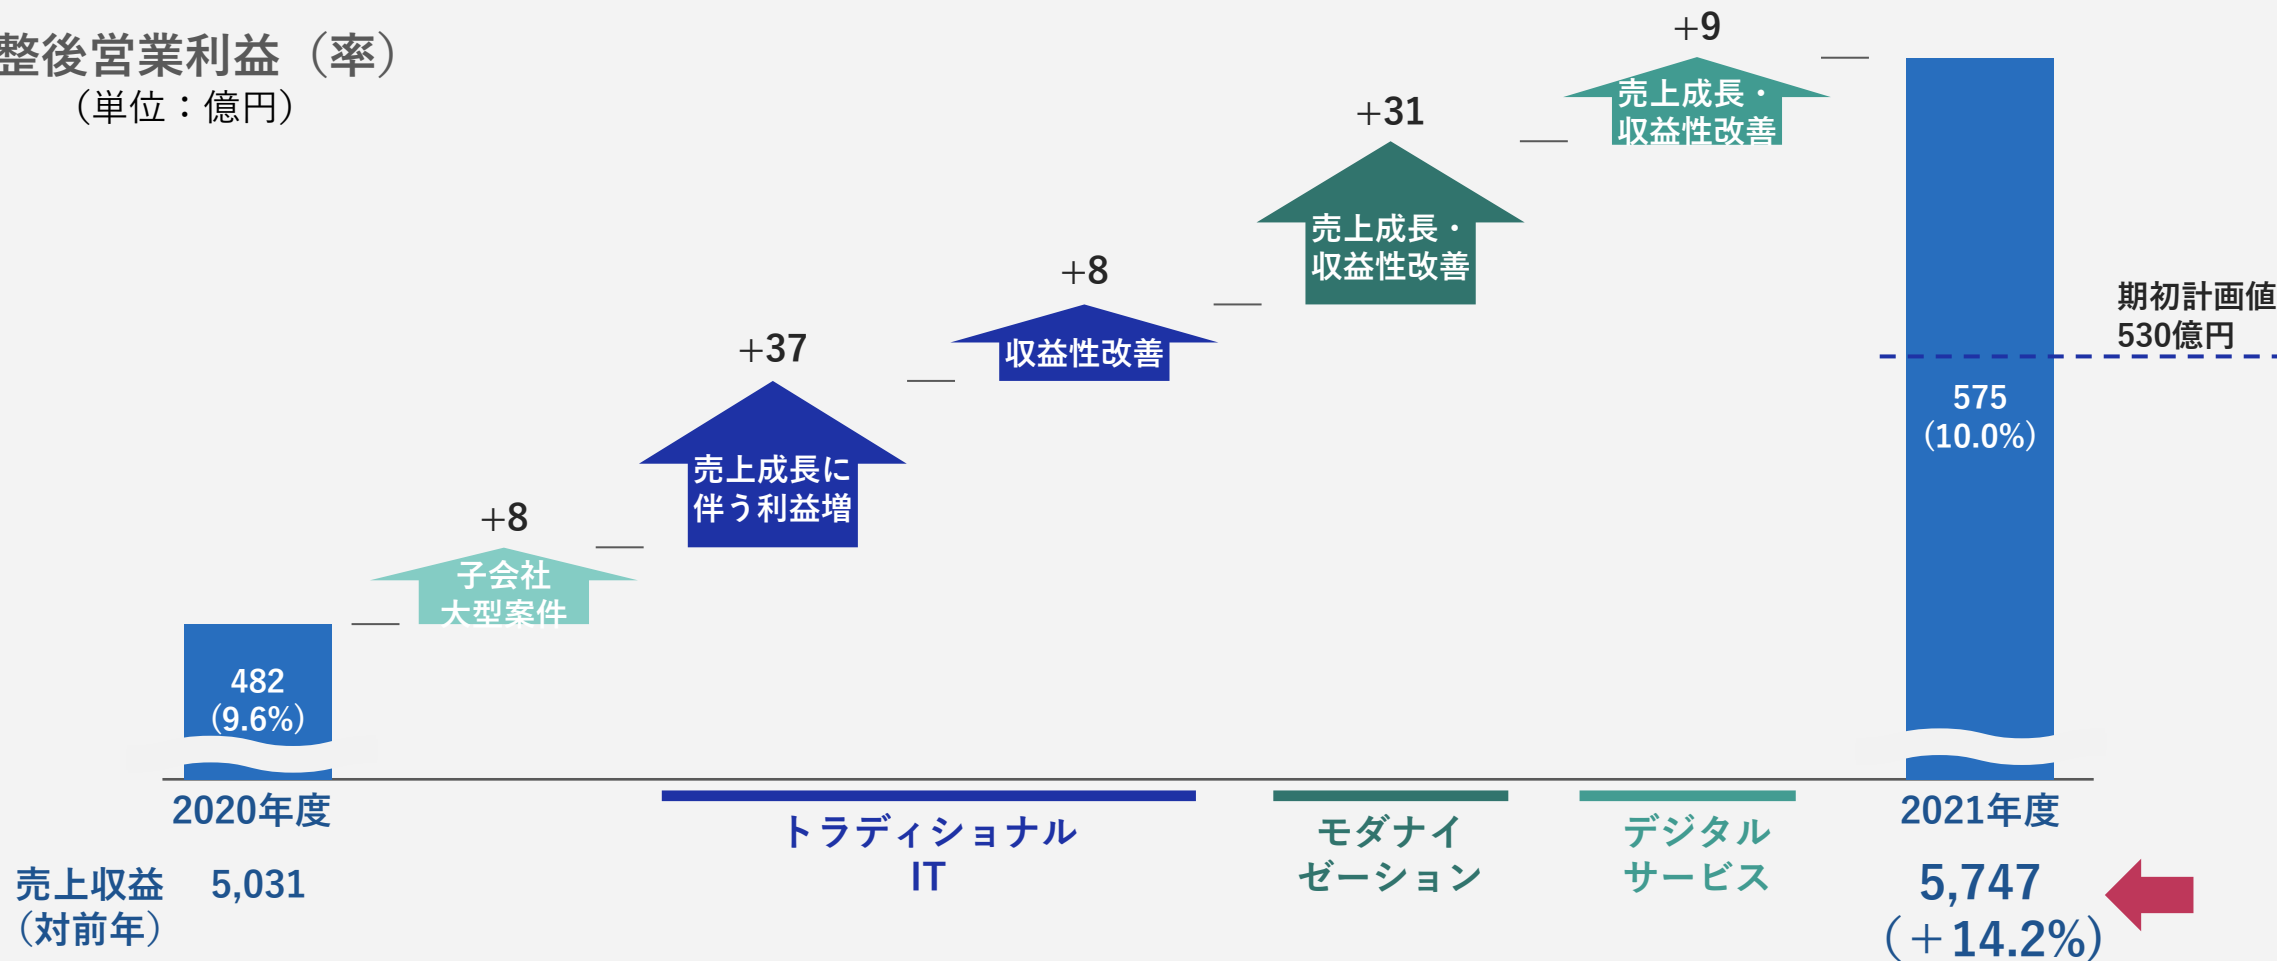 整後営業利益（率）
（単位：億円）
+9
売上成長・
収益性改善
+31
売上成長・
収益性改善
+8
収益性改善
+37
売上成長に
伴う利益増
+8
子会社
大型案件
482
（9.6%）
575
（10.0%）
期初計画値
530億円
2020年度
トラディショナル
IT
モダナイ
ゼーション
デジタル
サービス
2021年度
売上収益
（対前年）
5,031
5,747
（＋14.2%）